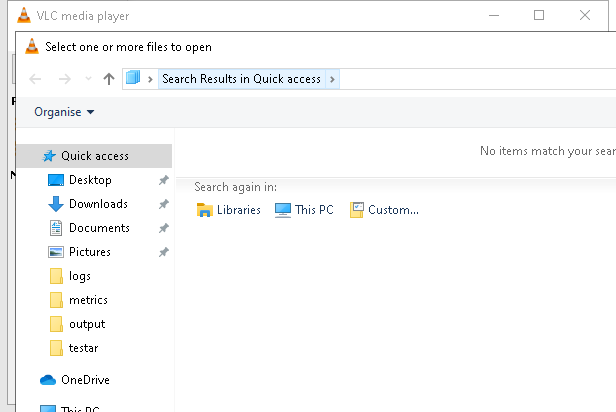 VLC media player
Select one or more files to open
Search Results in Quick access
Organise
Quick access
No items match your sear
Desktop
Search again in:
Downloads
Libraries
This PC
Custom...
Documents
Pictures
logs
metrics
output
testar
OneDrive
This PC